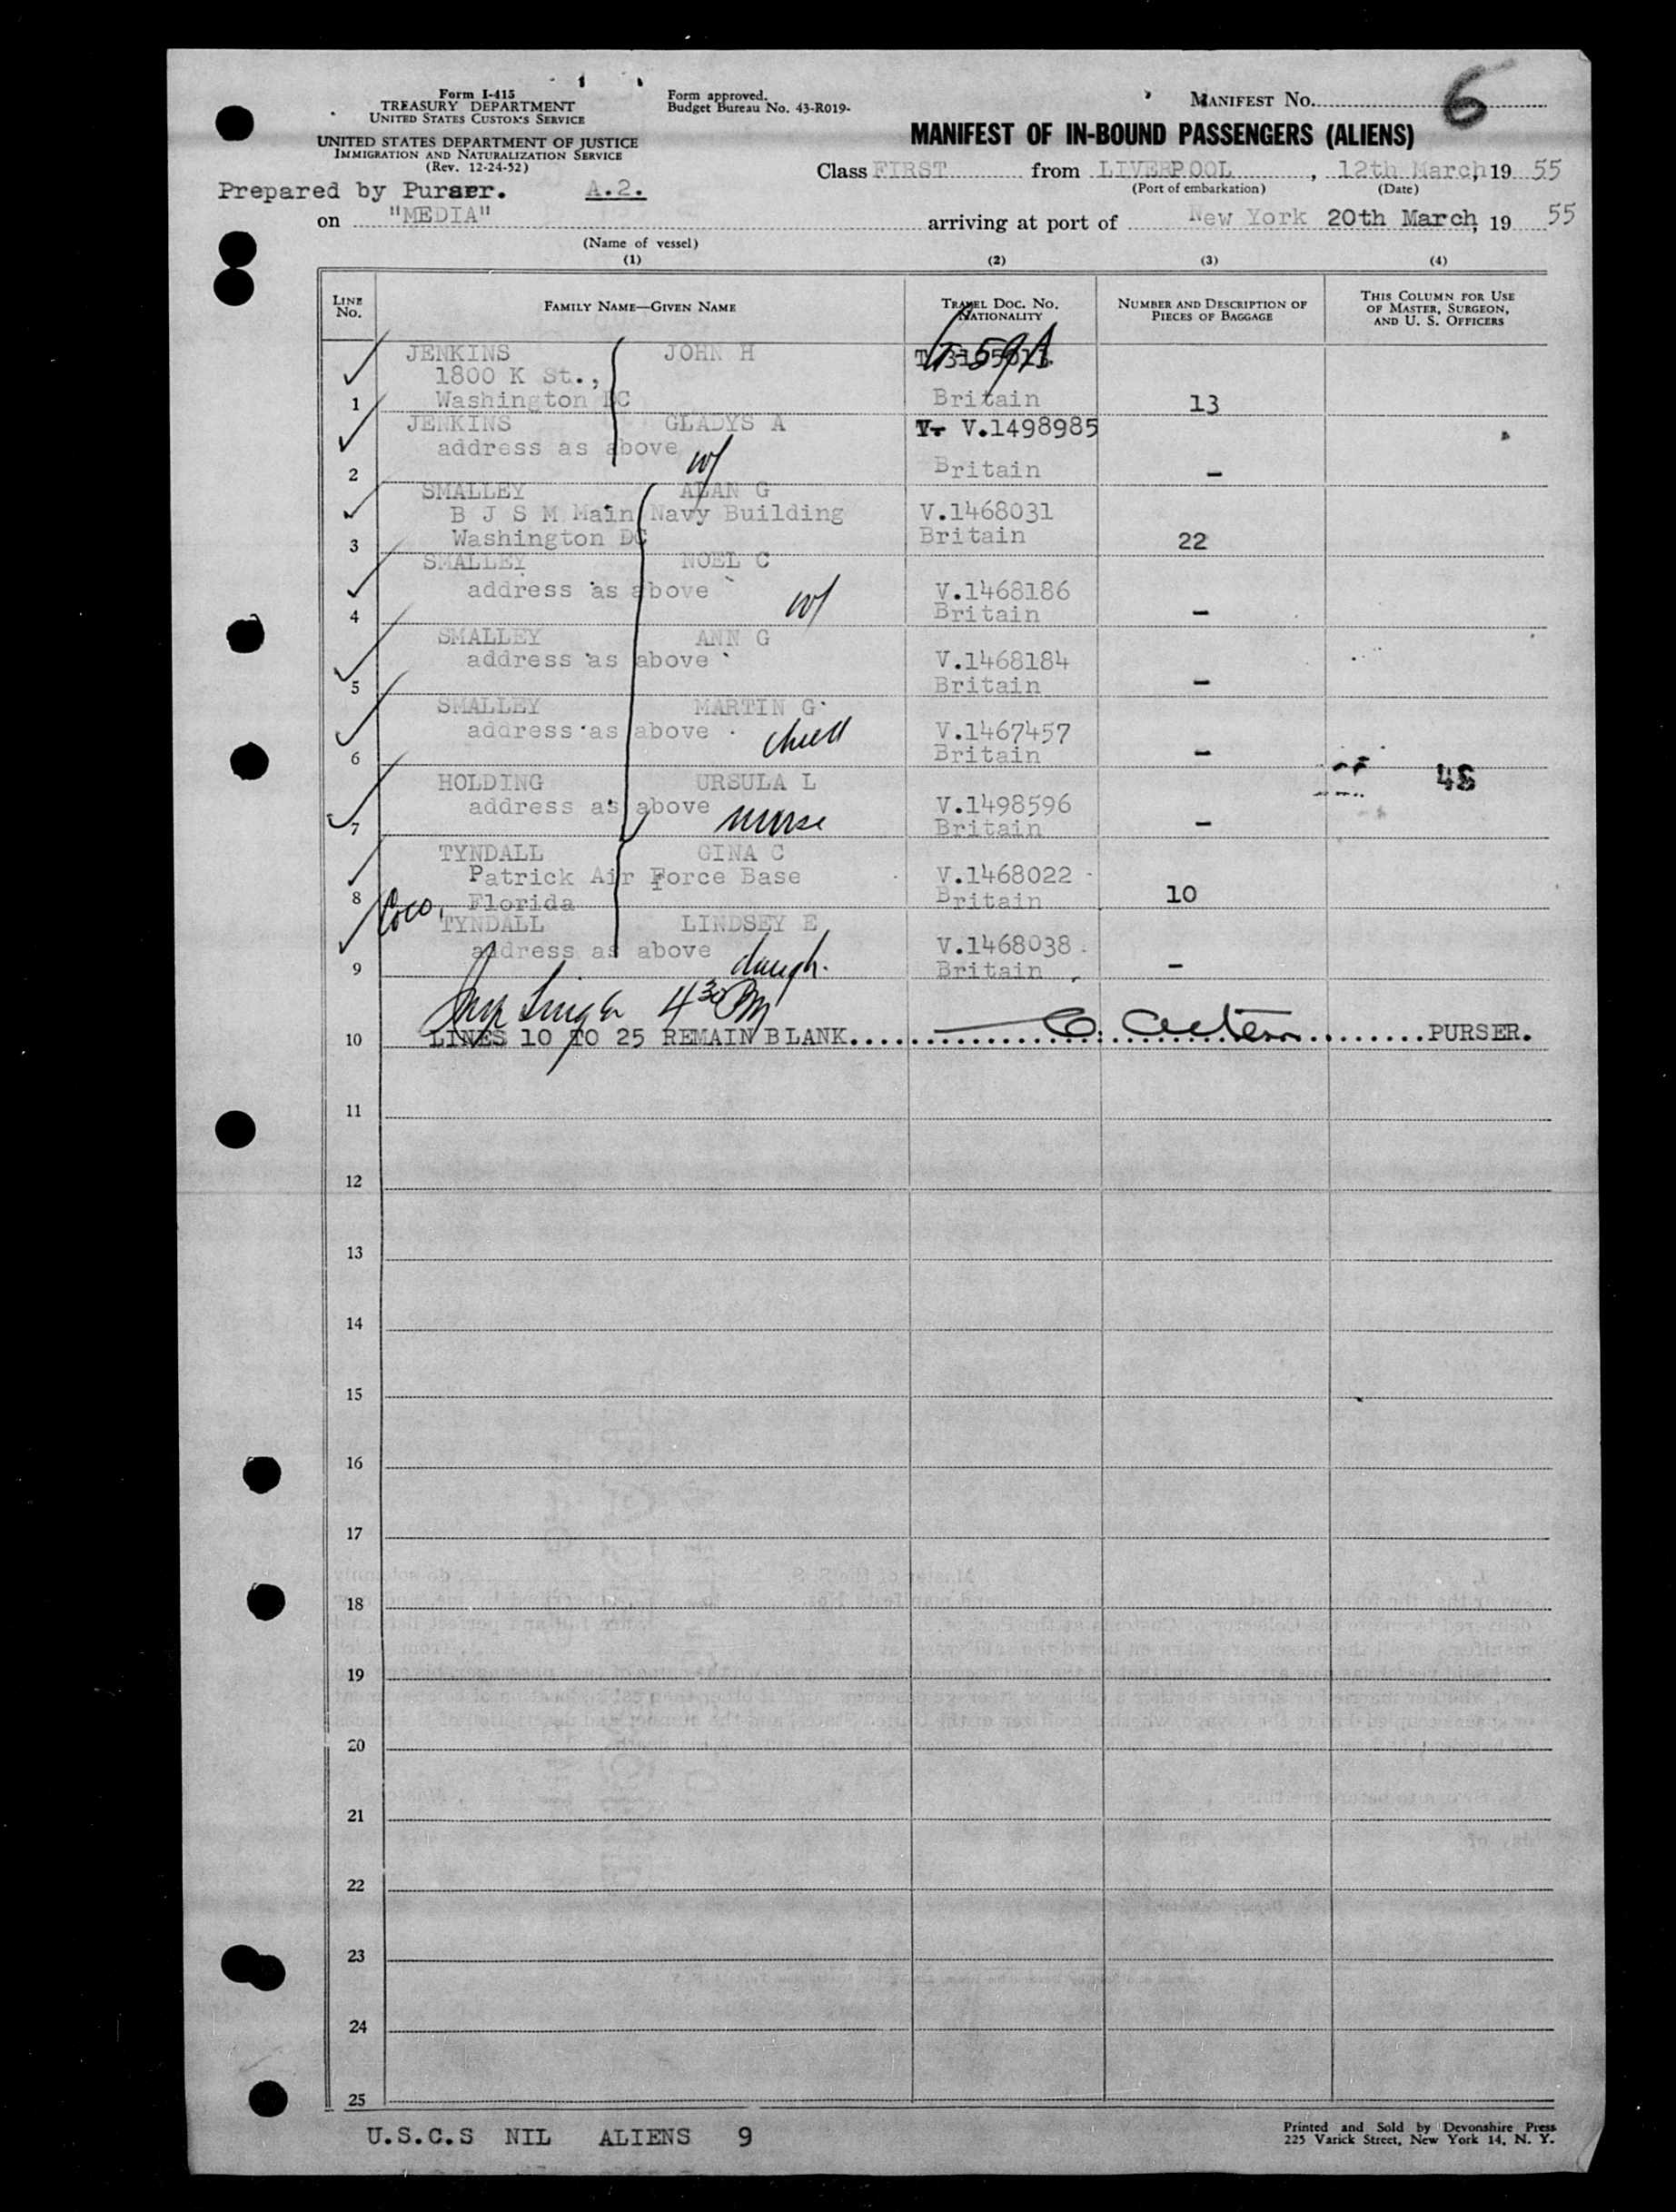 Form I-415
TREASURY DEPARTMENT
UNITED STATES CUSTOMS SERVICE
UNITED STATES DEPARTMENT OF JUSTICE
IMMIGRATION AND NATURALIZATION SERVICE
(Rev. 12-24-52)
Form approved.
Budget Bureau No. 43-R019-
MANIFEST No. 6
MANIFEST OF IN-BOUND PASSENGERS (ALIENS)
Class FIRST from LIVERPOOL, 12th March, 19 55
(Port of embarkation) (Date)
Prepared by Purser. A.2.
on "MEDIA" arriving at port of New York 20th March, 19 55
(Name of vessel)
(1) (2) (3) (4)
LINE No. FAMILY NAME—GIVEN NAME TRAVEL DOC. No. NATIONALITY NUMBER AND DESCRIPTION OF PIECES OF BAGGAGE THIS COLUMN FOR USE OF MASTER, SURGEON, AND U. S. OFFICERS
JENKINS JOHN H
1800 K St.,
1 Washington DC Britain 13
JENKINS GLADYS A V. V.1498985
address as above w/
2 Britain –
SMALLEY ALAN G
B J S M Main Navy Building V.1468031
3 Washington DC Britain 22
SMALLEY NOEL C
address as above w/ V.1468186
4 Britain –
SMALLEY ANN G
address as above V.1468184
5 Britain –
SMALLEY MARTIN G
address as above child V.1467457
6 Britain –
48
HOLDING URSULA L
address as above nurse V.1498596
7 Britain –
TYNDALL GINA C
Patrick Air Force Base V.1468022
8 Coco, Florida Britain 10
TYNDALL LINDSEY E
address as above daugh. V.1468038
9 Britain –
4 30 PM
10 LINES 10 TO 25 REMAIN BLANK. PURSER.
11
12
13
14
15
16
17
18
19
20
21
22
23
24
25
U.S.C.S NIL ALIENS 9
Printed and Sold by Devonshire Press
225 Varick Street, New York 14, N. Y.